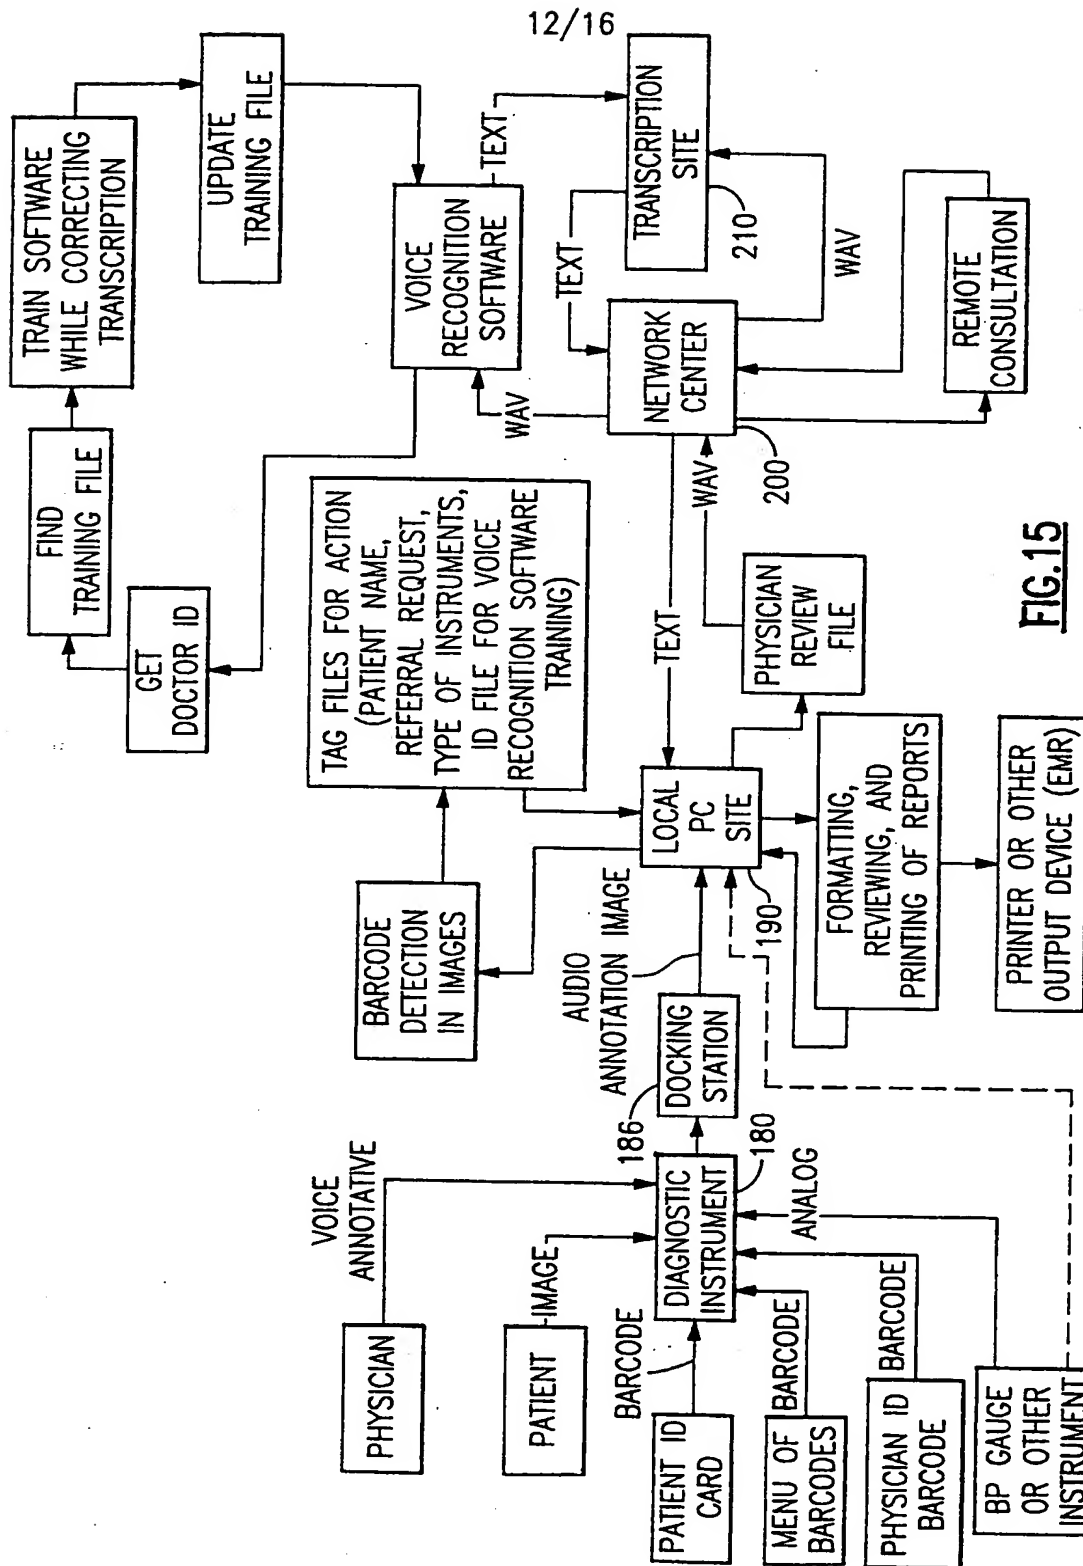 12/16
TRAIN SOFTWARE
WHILE CORRECTING
TRANSCRIPTION
UPDATE
TRAINING FILE
FIND
TRAINING FILE
GET
DOCTOR ID
VOICE
RECOGNITION
SOFTWARE
TEXT
TRANSCRIPTION
SITE
210
TEXT
WAV
NETWORK
CENTER
200
WAV
REMOTE
CONSULTATION
TAG FILES FOR ACTION
(PATIENT NAME,
REFERRAL REQUEST,
TYPE OF INSTRUMENTS,
ID FILE FOR VOICE
RECOGNITION SOFTWARE
TRAINING)
TEXT
WAV
PHYSICIAN
REVIEW
FILE
BARCODE
DETECTION
IN IMAGES
LOCAL
PC
SITE
190
FORMATTING,
REVIEWING, AND
PRINTING OF REPORTS
PRINTER OR OTHER
OUTPUT DEVICE (EMR)
AUDIO
ANNOTATION IMAGE
DOCKING
STATION
186
DIAGNOSTIC
INSTRUMENT
180
VOICE
ANNOTATIVE
PHYSICIAN
IMAGE
PATIENT
BARCODE
PATIENT ID
CARD
BARCODE
MENU OF
BARCODES
BARCODE
PHYSICIAN ID
BARCODE
ANALOG
BP GAUGE
OR OTHER
INSTRUMENT
FIG.15